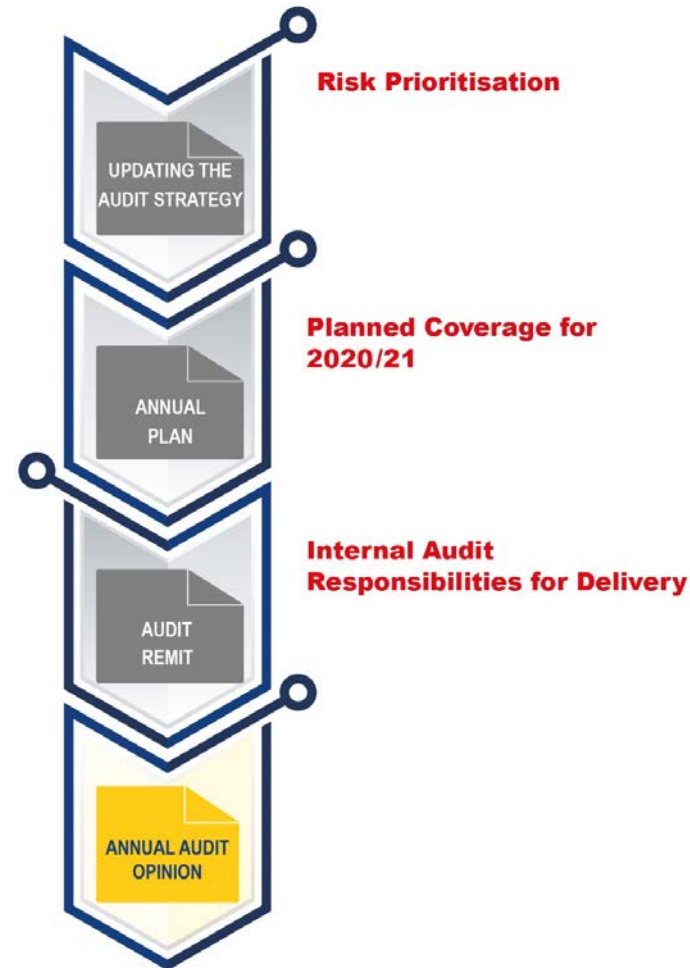 Risk Prioritisation
UPDATING THE
AUDIT STRATEGY
Planned Coverage for
2020/21
ANNUAL
PLAN
Internal Audit
Responsibilities for Delivery
AUDIT
REMIT
ANNUAL AUDIT
OPINION